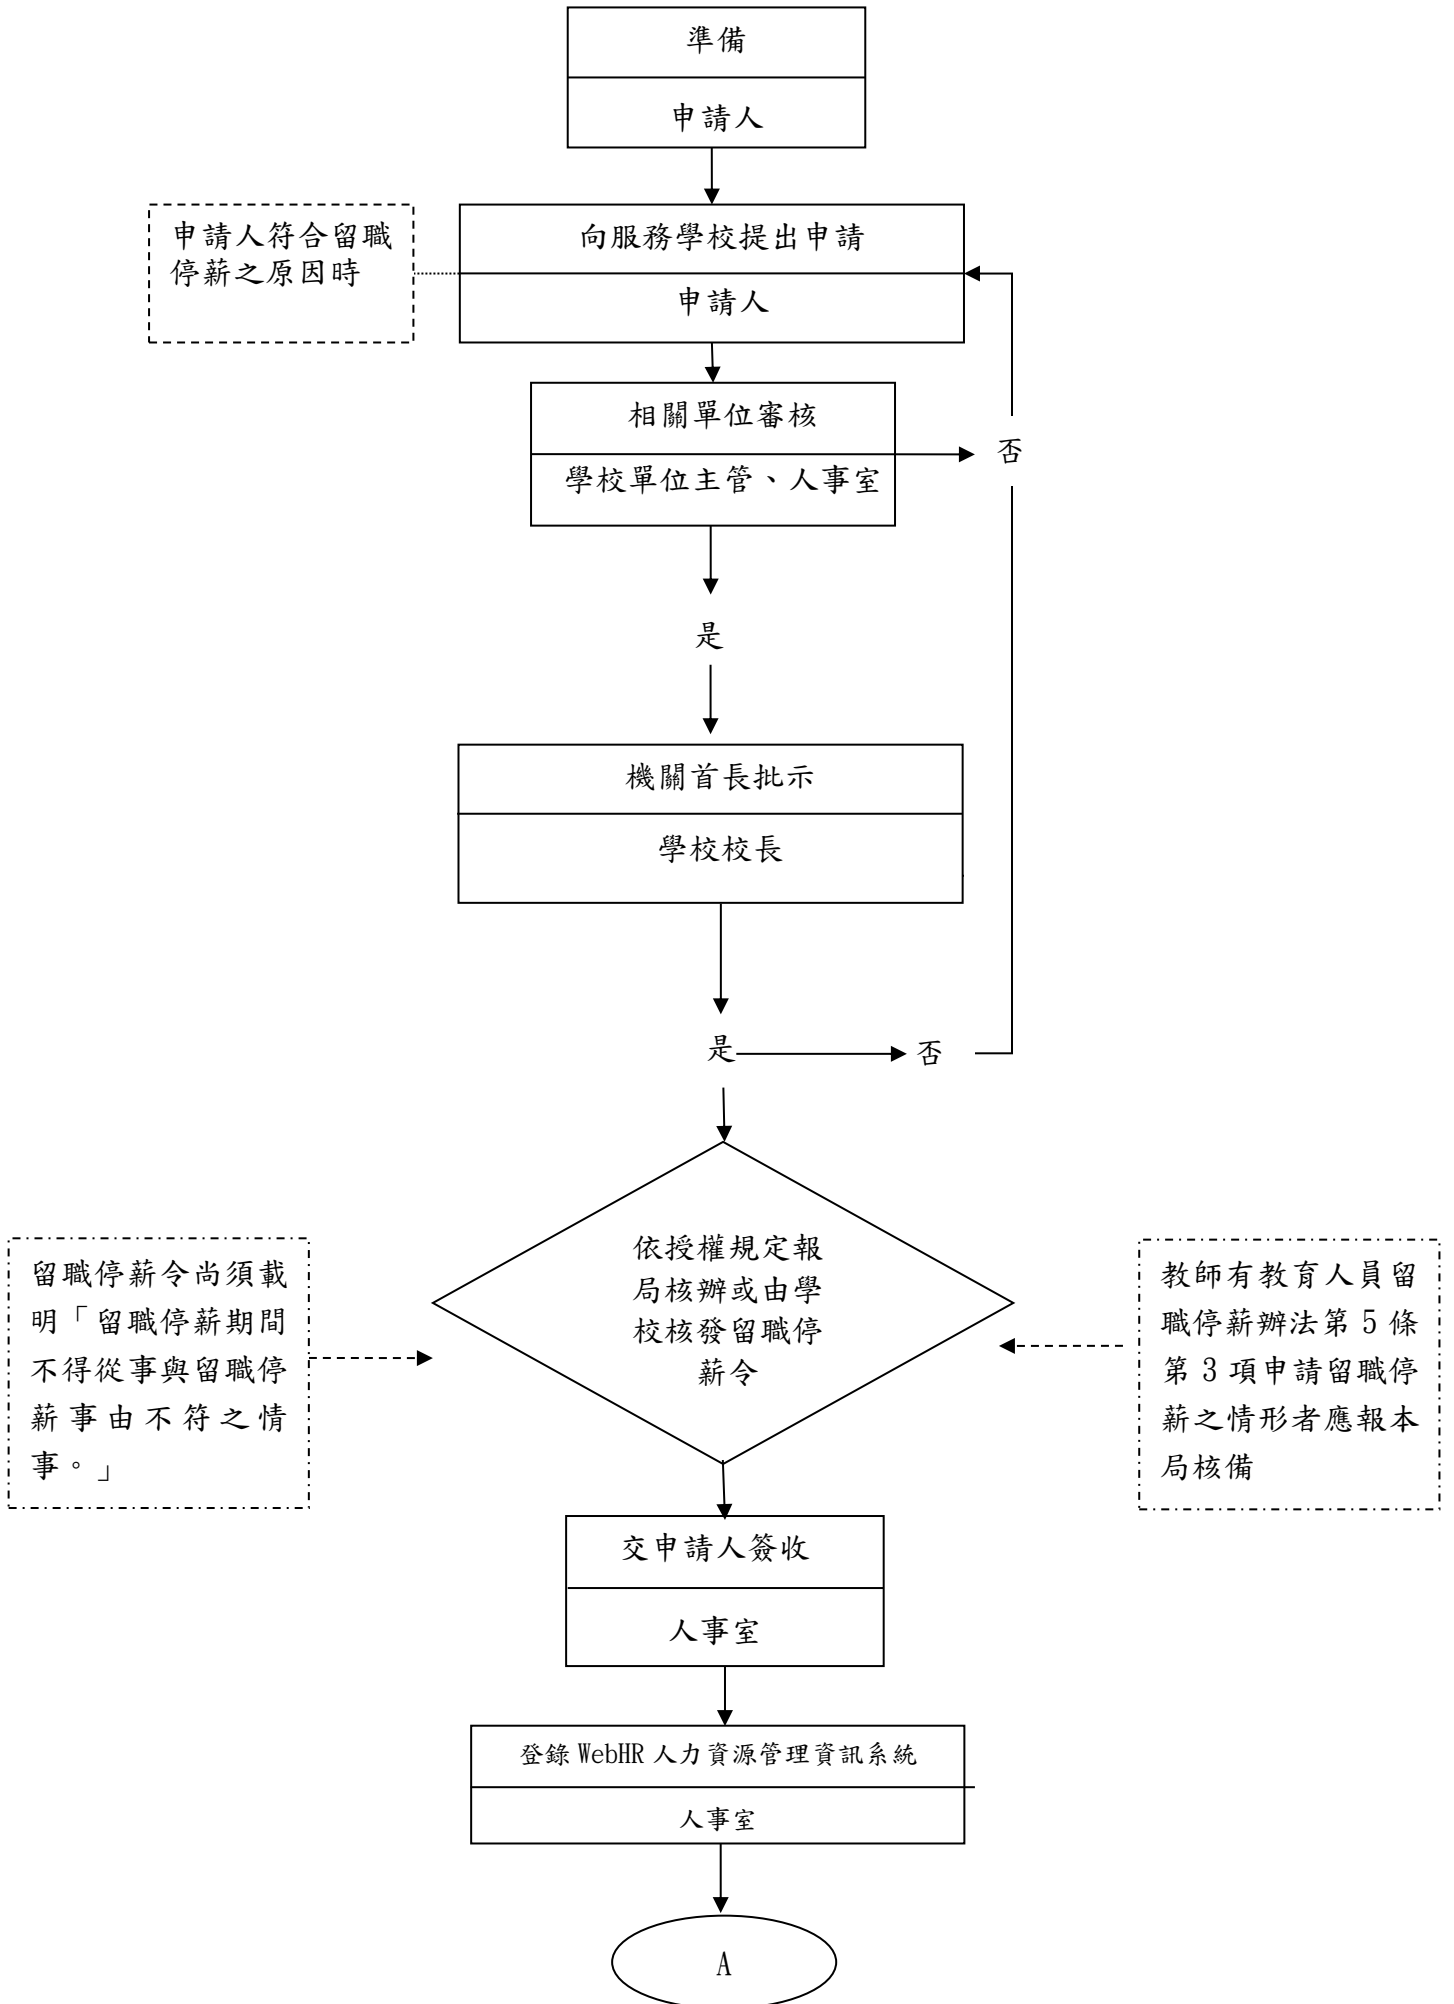 準備
申請人
申請人符合留職
停薪之原因時
向服務學校提出申請
申請人
相關單位審核
學校單位主管、人事室
否
是
機關首長批示
學校校長
是
否
依授權規定報
局核辦或由學
校核發留職停
薪令
留職停薪令尚須載
明「留職停薪期間
不得從事與留職停
薪事由不符之情
事。」
教師有教育人員留
職停薪辦法第 5 條
第 3 項申請留職停
薪之情形者應報本
局核備
交申請人簽收
人事室
登錄 WebHR 人力資源管理資訊系統
人事室
A